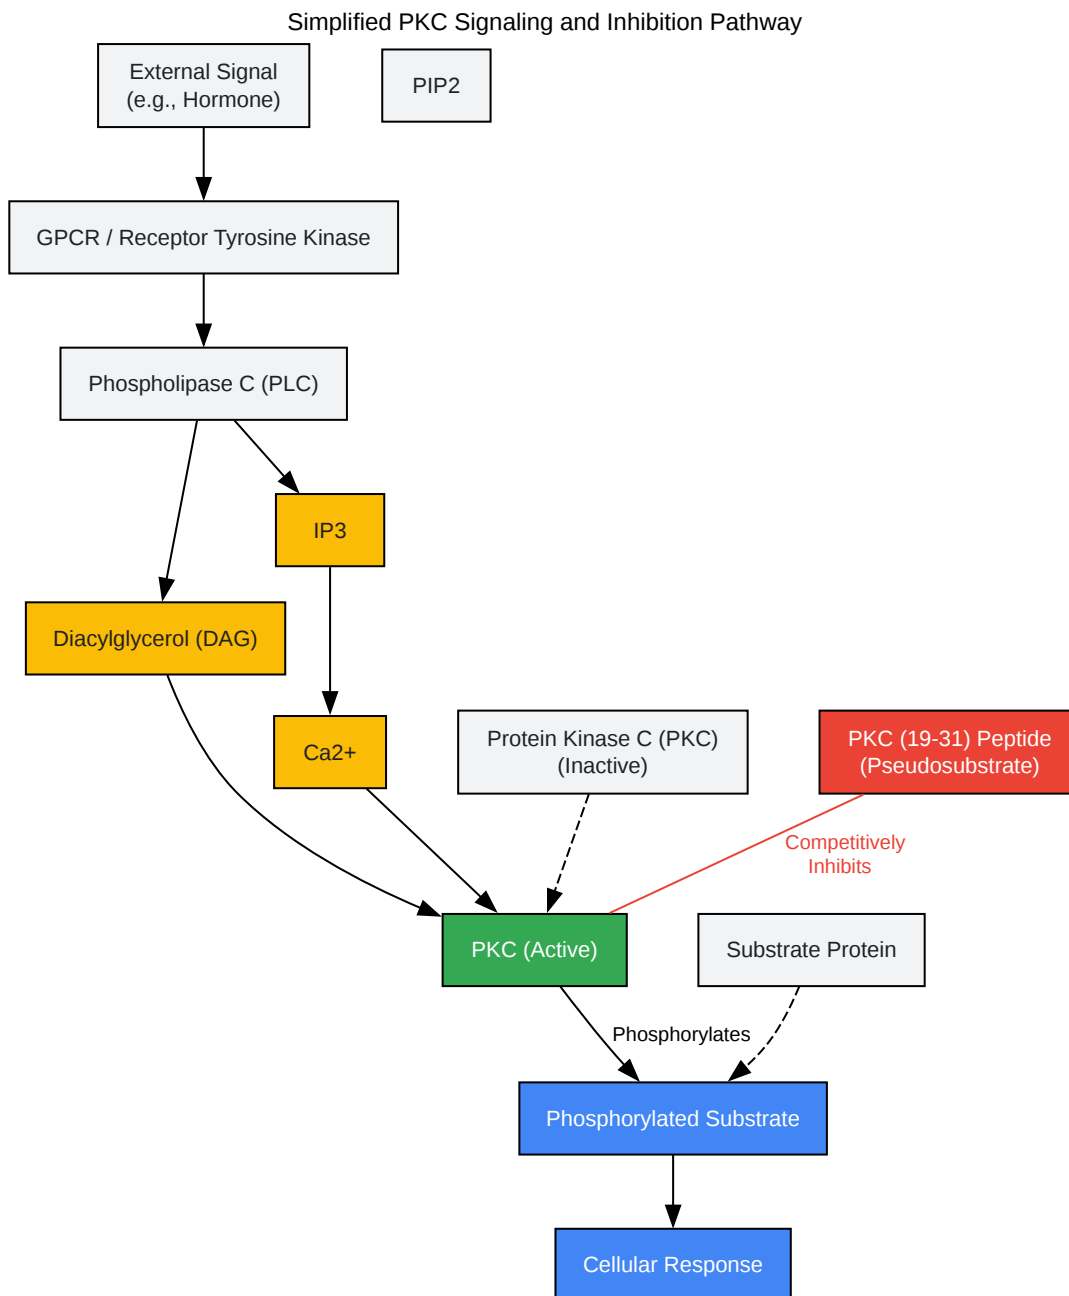 Simplified PKC Signaling and Inhibition Pathway
External Signal
(e.g., Hormone)
PIP2
GPCR / Receptor Tyrosine Kinase
Phospholipase C (PLC)
IP3
Diacylglycerol (DAG)
Ca2+
Protein Kinase C (PKC)
(Inactive)
PKC (19-31) Peptide
(Pseudosubstrate)
Competitively
Inhibits
PKC (Active)
Substrate Protein
Phosphorylates
Phosphorylated Substrate
Cellular Response